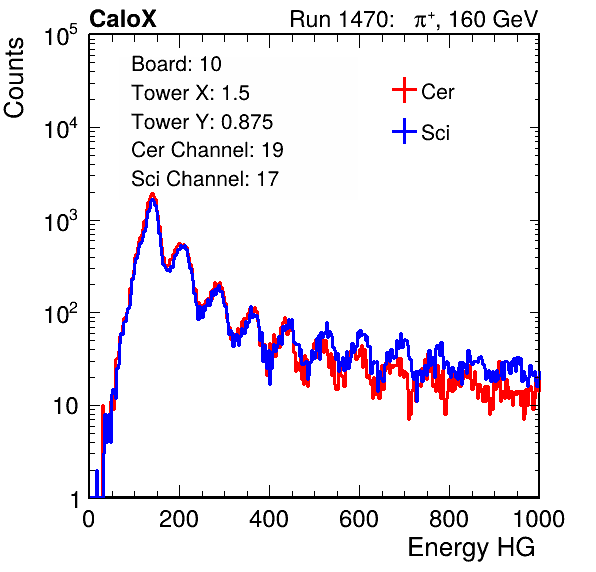 CaloX Run 1470: π⁺, 160 GeV
Board: 10
Tower X: 1.5
Tower Y: 0.875
Cer Channel: 19
Sci Channel: 17
Cer
Sci
Counts
10⁵
10⁴
10³
10²
10
1
0 200 400 600 800 1000
Energy HG